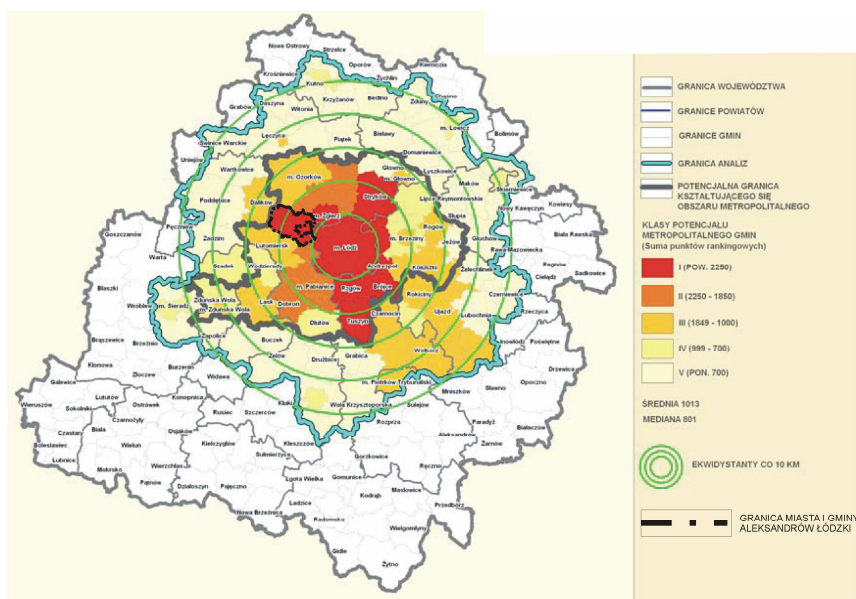 Nowe Ostrowy
Strzelce
Oporów
Kiernozia
Krośniewice
Żychlin
Kutno
Grabów
Daszyna
Krzyżanów
Bedlno
Zduny
Witonia
m. Łowicz
Łęczyca
Bielawy
Bolimów
Świnice Warckie
Piątek
Domaniewice
Uniejów
Wartkowice
Głowno
m. Głowno
Łyszkowice
m. Ozorków
Maków
Skierniewice
Stryków
Lipce Reymontowskie
Poddębice
Dalików
Nowy Kawęczyn
Kowiesy
m. Zgierz
Słupia
Pęczniew
Rogów
Goszczanów
Zadzim
Lutomiersk
m. Brzeziny
Jeżów
Głuchów
Biała Rawska
Warta
m. Łódź
Rawa Mazowiecka
Szadek
Wodzierady
Andrespol
Koluszki
Żelechlinek
Regnów
Sadkowice
Cielądz
Błaszki
Zduńska Wola
m. Pabianice
Rzgów
Brójce
Rokiciny
Czerniewice
Wróblew
m. Sieradz
m. Zduńska Wola
Łask
Dobroń
Czarnocin
Ujazd
Lubochnia
Rzeczyca
Tuszyn
Zapolice
Dłutów
Brąszewice
Brzeźnio
Buczek
Wolbórz
Inowłódz
Poświętne
Zelów
Drużbice
Grabica
Klonowa
Burzenin
Drzewica
Złoczew
Widawa
m. Piotrków Trybunalski
Galewice
Sławno
Opoczno
Lututów
Konopnica
Mniszków
Wieruszów
Sokolniki
Ostrówek
Rusiec
Szczerców
Kluki
Wola Krzysztoporska
Sulejów
Czarnożyły
Paradyż
Białaczów
Czastary
Biała
Osjaków
Rozprza
Aleksandrów
Bolesławiec
Wieluń
Kiełczygłów
Kleszczów
Żarnów
Łubnice
Sulmierzyce
Gorzkowice
Mokrsko
Wierzchlas
Ręczno
Pątnów
Działoszyn
Pajęczno
Lgota Wielka
Gomunice
Masłowice
Kodrąb
Ładzice
Przedbórz
Nowa Brzeźnica
Radomsko
Wielgomłyny
Gidle
Żytno
GRANICA WOJEWÓDZTWA
GRANICE POWIATÓW
GRANICE GMIN
GRANICA ANALIZ
POTENCJALNA GRANICA
KSZTAŁTUJĄCEGO SIĘ
OBSZARU METROPOLITALNEGO
KLASY POTENCJAŁU
METROPOLITALNEGO GMIN
(Suma punktów rankingowych)
I (POW. 2250)
II (2250 - 1850)
III (1849 - 1000)
IV (999 - 700)
V (PON. 700)
ŚREDNIA 1013
MEDIANA 801
EKWIDYSTANTY CO 10 KM
GRANICA MIASTA I GMINY
ALEKSANDRÓW ŁÓDZKI